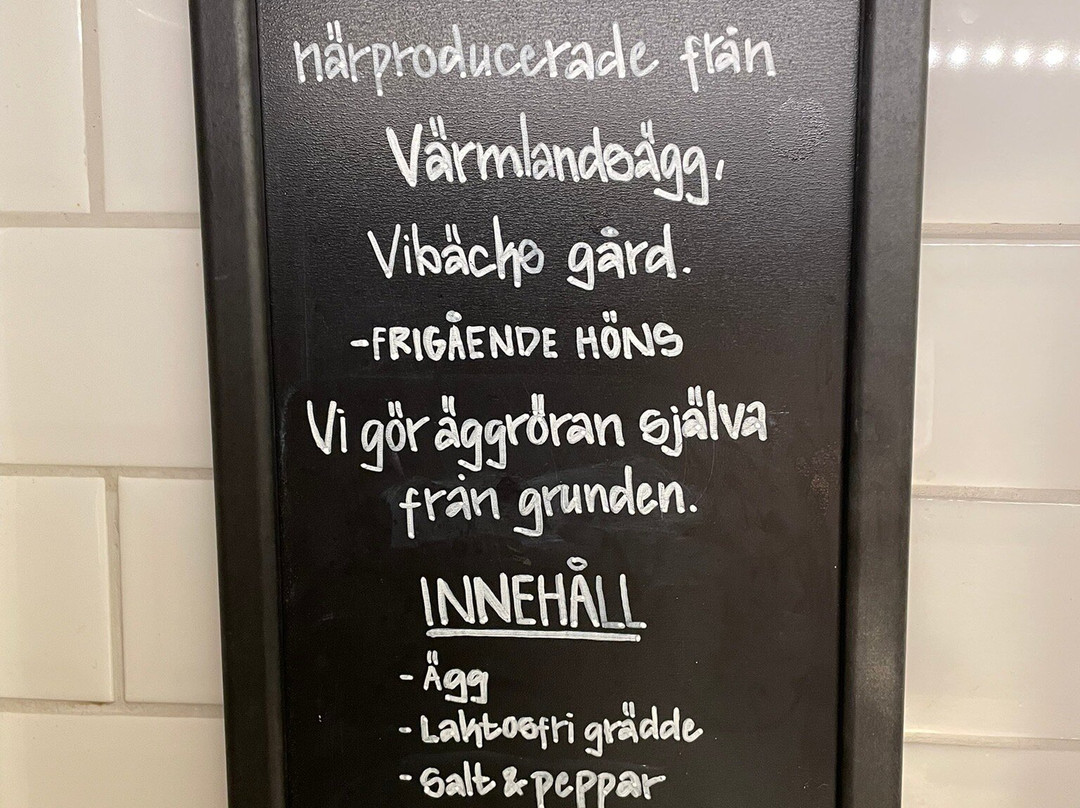 närproducerade från
Värmlandsägg,
Vibäcks gård.
-FRIGÅENDE HÖNS
Vi gör äggröran själva
från grunden.
INNEHÅLL
- Ägg
- Laktosfri grädde
- Salt & peppar